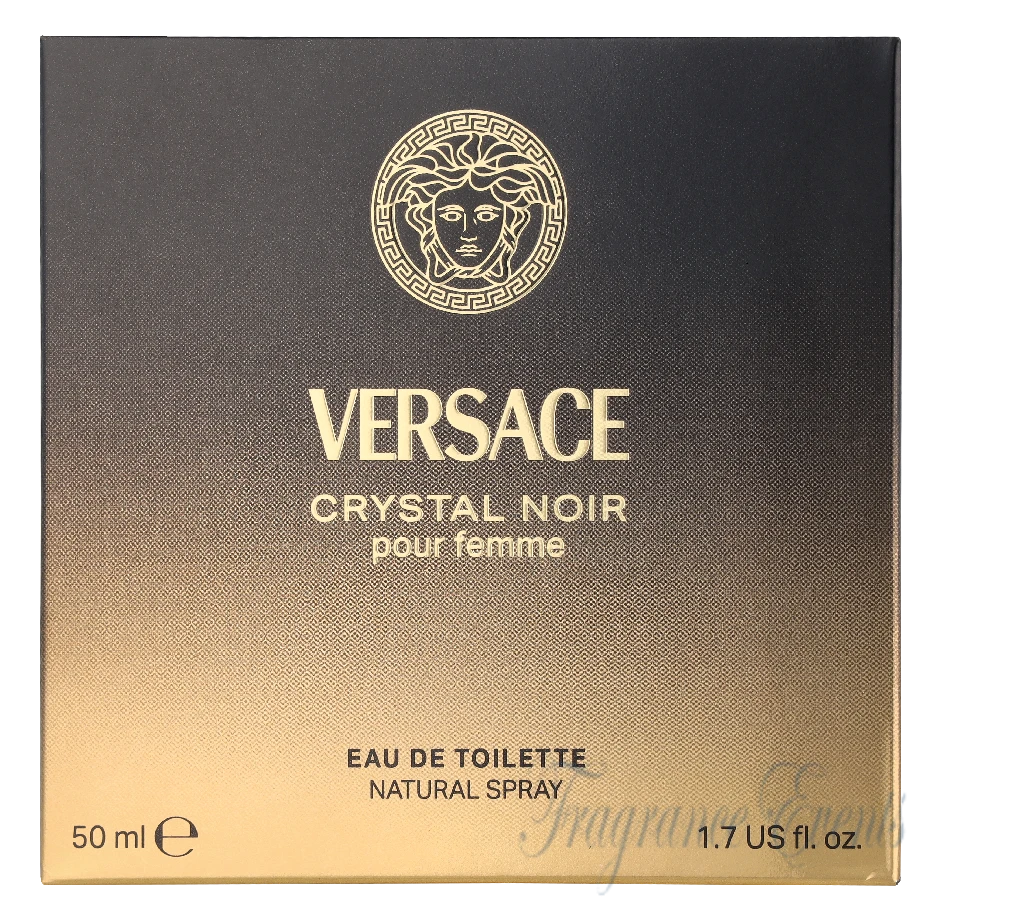 VERSACE
CRYSTAL NOIR
pour femme
EAU DE TOILETTE
NATURAL SPRAY
50 ml ℮
1.7 US fl. oz.
Fragrance Events